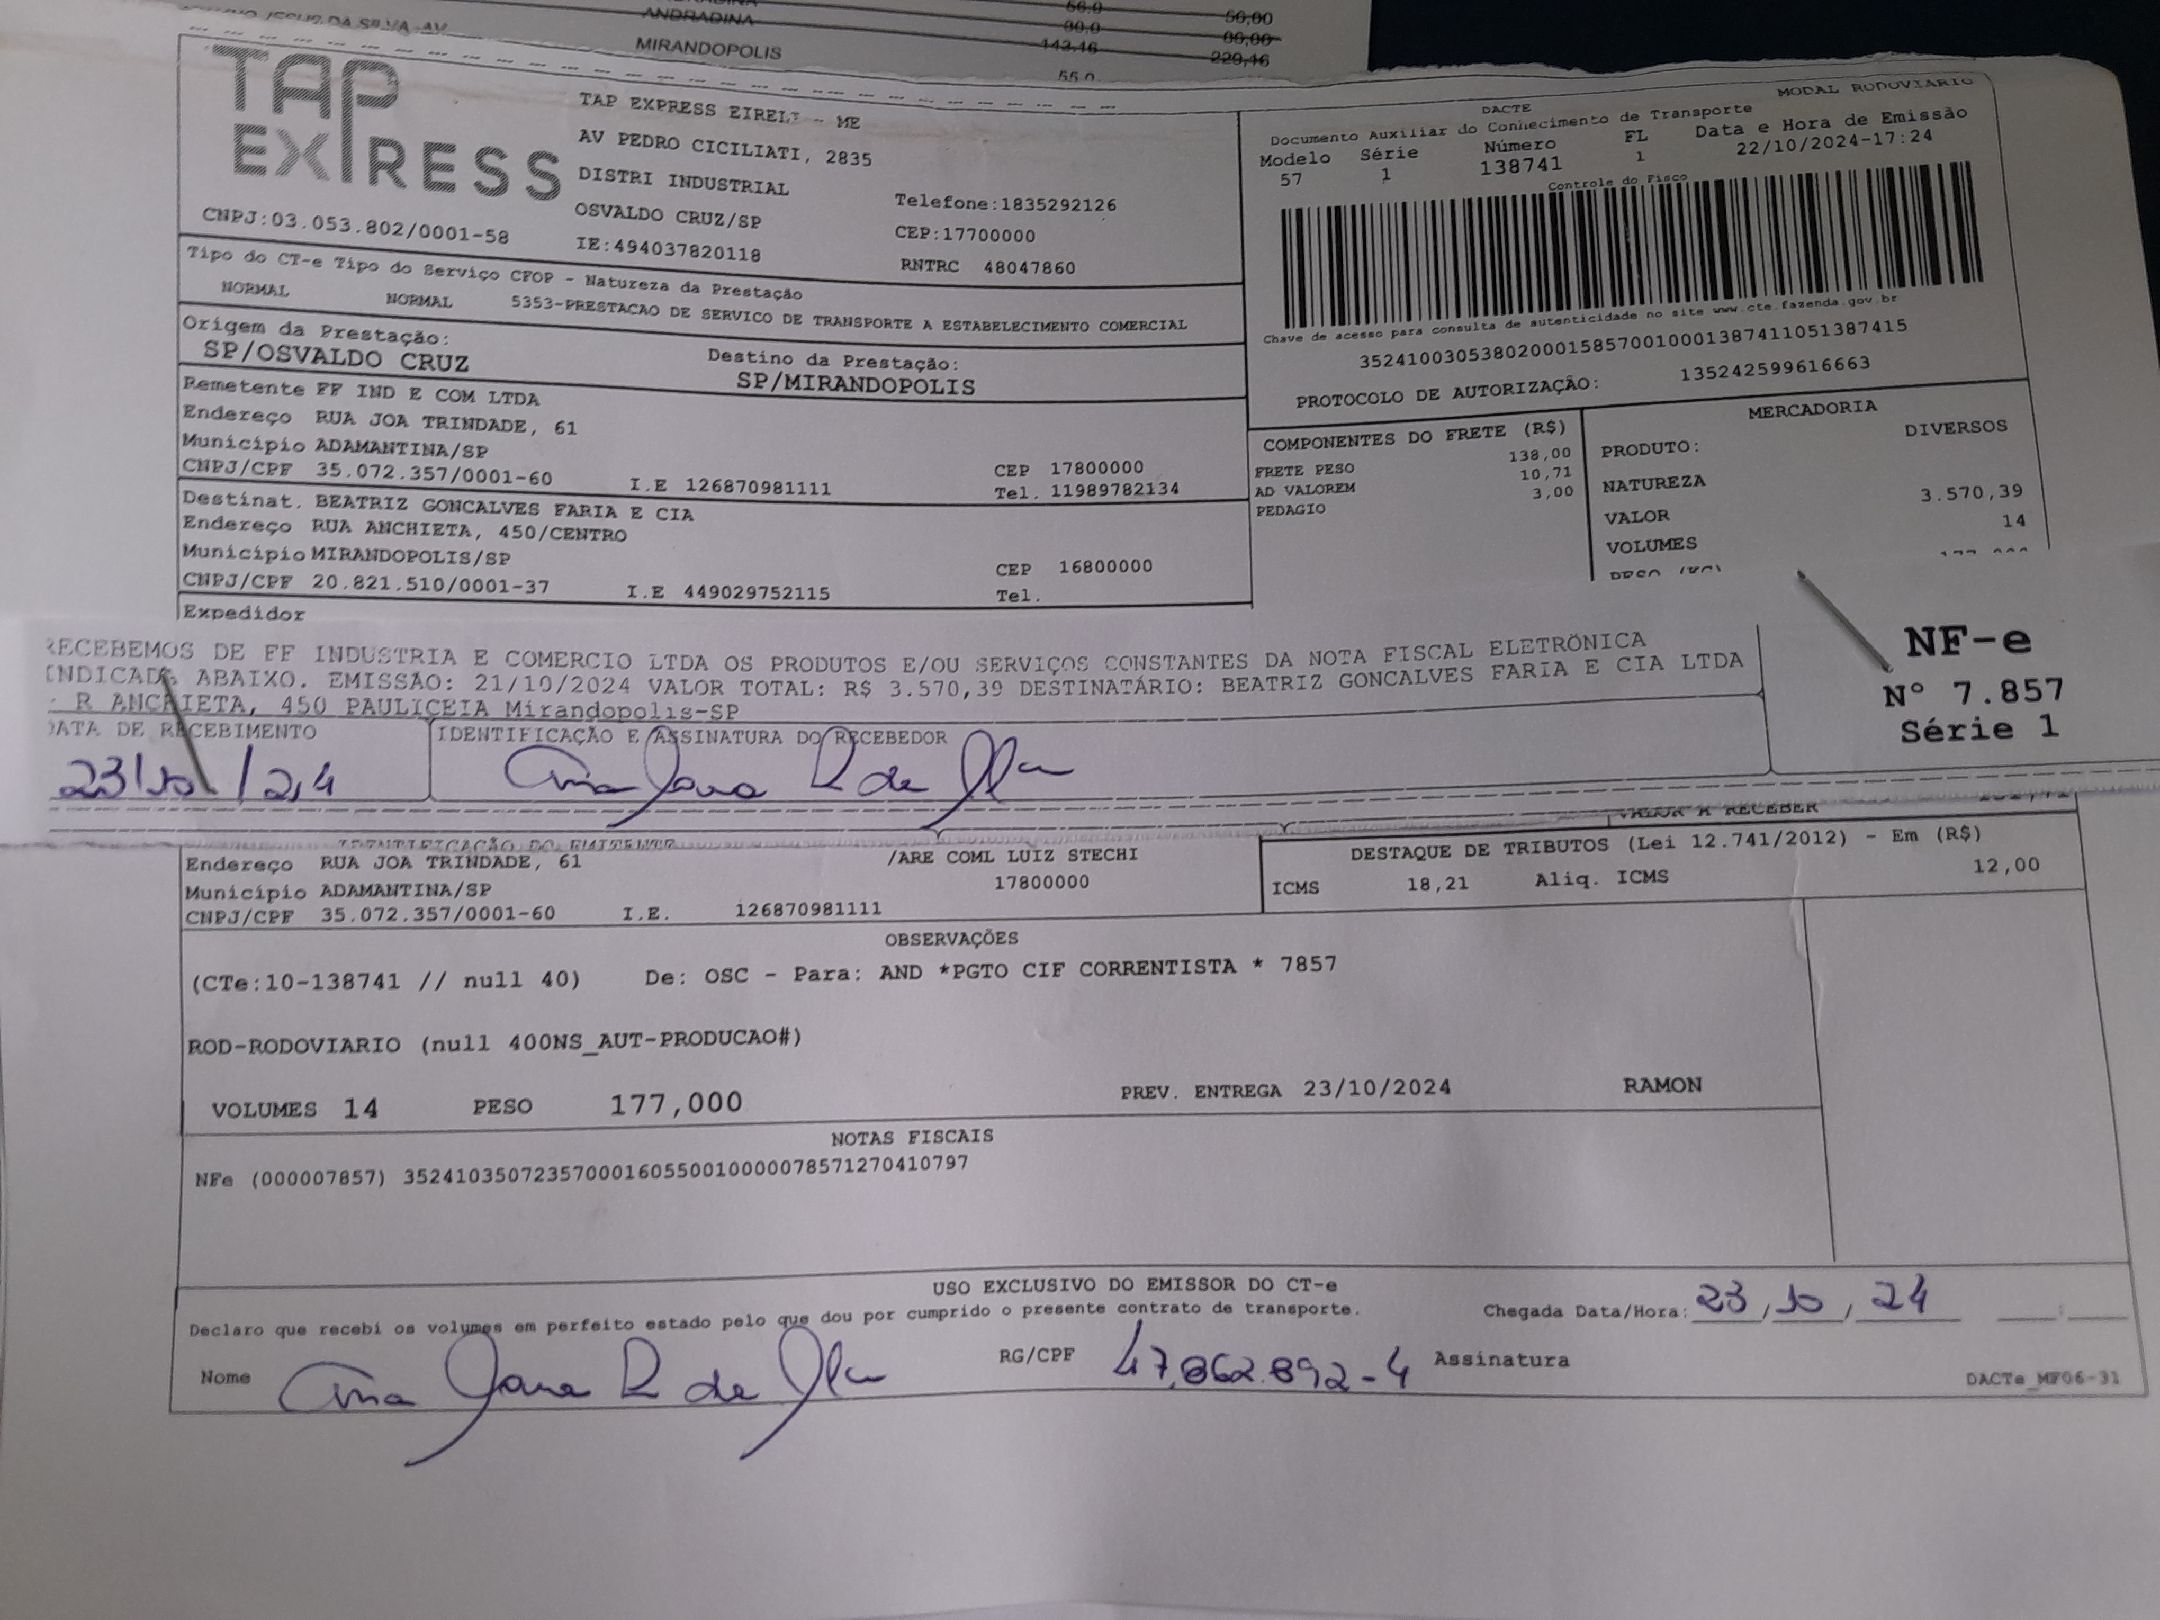 ANDRADINA
56.0 50,00
80,0 80,00
MIRANDOPOLIS 143,46 229,46
55.0
TAP
EXPRESS
CNPJ:03.053.802/0001-58
TAP EXPRESS EIRELI - ME
AV PEDRO CICILIATI, 2835
DISTRI INDUSTRIAL
OSVALDO CRUZ/SP
IE:494037820118
Telefone:1835292126
CEP:17700000
RNTRC 48047860
MODAL RODOVIARIO
DACTE
Documento Auxiliar do Conhecimento de Transporte
Modelo Série Número FL Data e Hora de Emissão
57 1 138741 1 22/10/2024-17:24
Controle do Fisco
Chave de acesso para consulta de autenticidade no site www.cte.fazenda.gov.br
35241003053802000158570010001387411051387415
PROTOCOLO DE AUTORIZAÇÃO: 135242599616663
Tipo do CT-e Tipo do Serviço CFOP - Natureza da Prestação
NORMAL NORMAL 5353-PRESTACAO DE SERVICO DE TRANSPORTE A ESTABELECIMENTO COMERCIAL
Origem da Prestação:
SP/OSVALDO CRUZ
Destino da Prestação:
SP/MIRANDOPOLIS
Remetente FF IND E COM LTDA
Endereço RUA JOA TRINDADE, 61
Município ADAMANTINA/SP
CEP 17800000
CNPJ/CPF 35.072.357/0001-60 I.E 126870981111 Tel. 11989782134
Destinat. BEATRIZ GONCALVES FARIA E CIA
Endereço RUA ANCHIETA, 450/CENTRO
Município MIRANDOPOLIS/SP
CEP 16800000
CNPJ/CPF 20.821.510/0001-37 I.E 449029752115 Tel.
Expedidor
COMPONENTES DO FRETE (R$)
FRETE PESO 138,00
AD VALOREM 10,71
PEDAGIO 3,00
MERCADORIA
PRODUTO: DIVERSOS
NATUREZA
VALOR 3.570,39
VOLUMES 14
RECEBEMOS DE FF INDUSTRIA E COMERCIO LTDA OS PRODUTOS E/OU SERVIÇOS CONSTANTES DA NOTA FISCAL ELETRÔNICA
INDICADA ABAIXO. EMISSÃO: 21/10/2024 VALOR TOTAL: R$ 3.570,39 DESTINATÁRIO: BEATRIZ GONCALVES FARIA E CIA LTDA
- R ANCHIETA, 450 PAULICEIA Mirandopolis-SP
DATA DE RECEBIMENTO
23/10/24
IDENTIFICAÇÃO E ASSINATURA DO RECEBEDOR
NF-e
N° 7.857
Série 1
IDENTIFICAÇÃO DO EMITENTE
VALOR A RECEBER
Endereço RUA JOA TRINDADE, 61 /ARE COML LUIZ STECHI
Município ADAMANTINA/SP 17800000
CNPJ/CPF 35.072.357/0001-60 I.E. 126870981111
DESTAQUE DE TRIBUTOS (Lei 12.741/2012) - Em (R$)
ICMS 18,21 Aliq. ICMS 12,00
OBSERVAÇÕES
(CTe:10-138741 // null 40) De: OSC - Para: AND *PGTO CIF CORRENTISTA * 7857
ROD-RODOVIARIO (null 400NS_AUT-PRODUCAO#)
VOLUMES 14 PESO 177,000 PREV. ENTREGA 23/10/2024 RAMON
NOTAS FISCAIS
NFe (000007857) 35241035072357000160550010000078571270410797
USO EXCLUSIVO DO EMISSOR DO CT-e
Declaro que recebi os volumes em perfeito estado pelo que dou por cumprido o presente contrato de transporte.
Chegada Data/Hora: 23/10/24 :
Nome
RG/CPF 47.862.892-4 Assinatura
DACTe_MF06-31